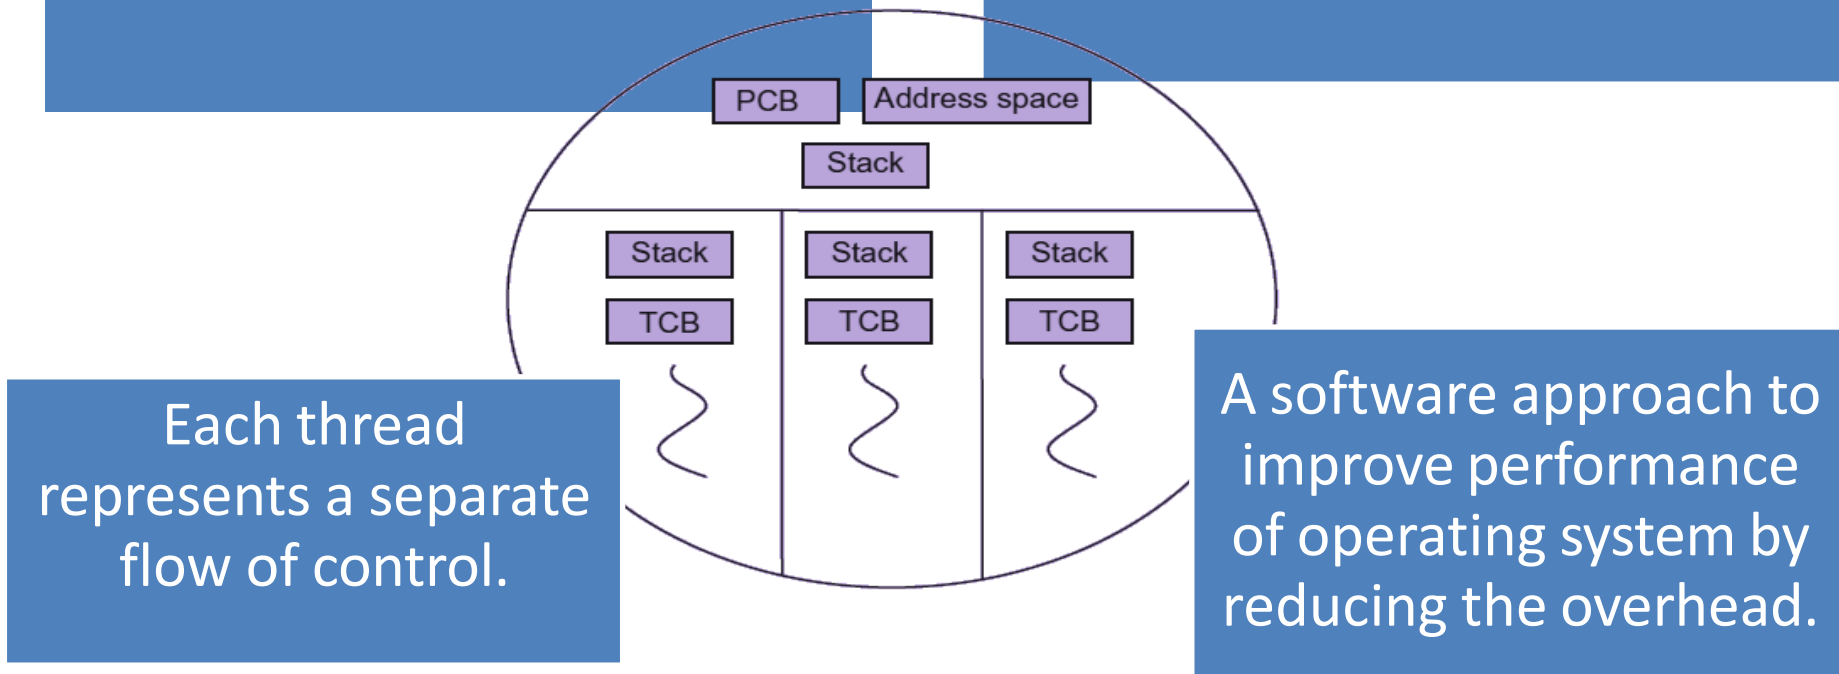 PCB
Address space
Stack
Stack
Stack
Stack
TCB
TCB
TCB
Each thread
represents a separate
flow of control.
A software approach to
improve performance
of operating system by
reducing the overhead.